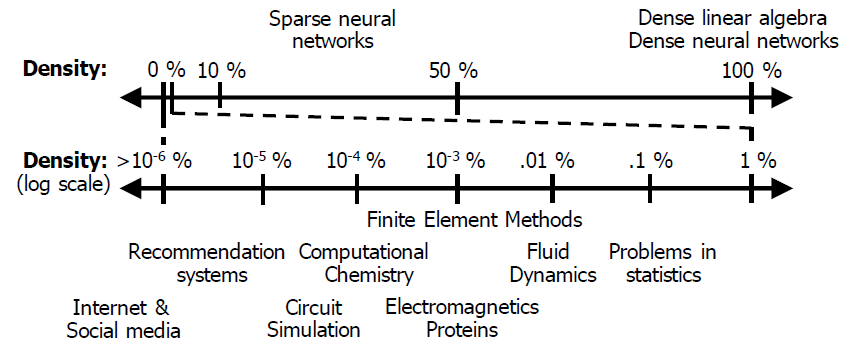 Sparse neural
networks
Dense linear algebra
Dense neural networks
Density: 0 % 10 % 50 % 100 %
Density: >10⁻⁶ % 10⁻⁵ % 10⁻⁴ % 10⁻³ % .01 % .1 % 1 %
(log scale)
Finite Element Methods
Recommendation
systems
Computational
Chemistry
Fluid
Dynamics
Problems in
statistics
Internet &
Social media
Circuit
Simulation
Electromagnetics
Proteins